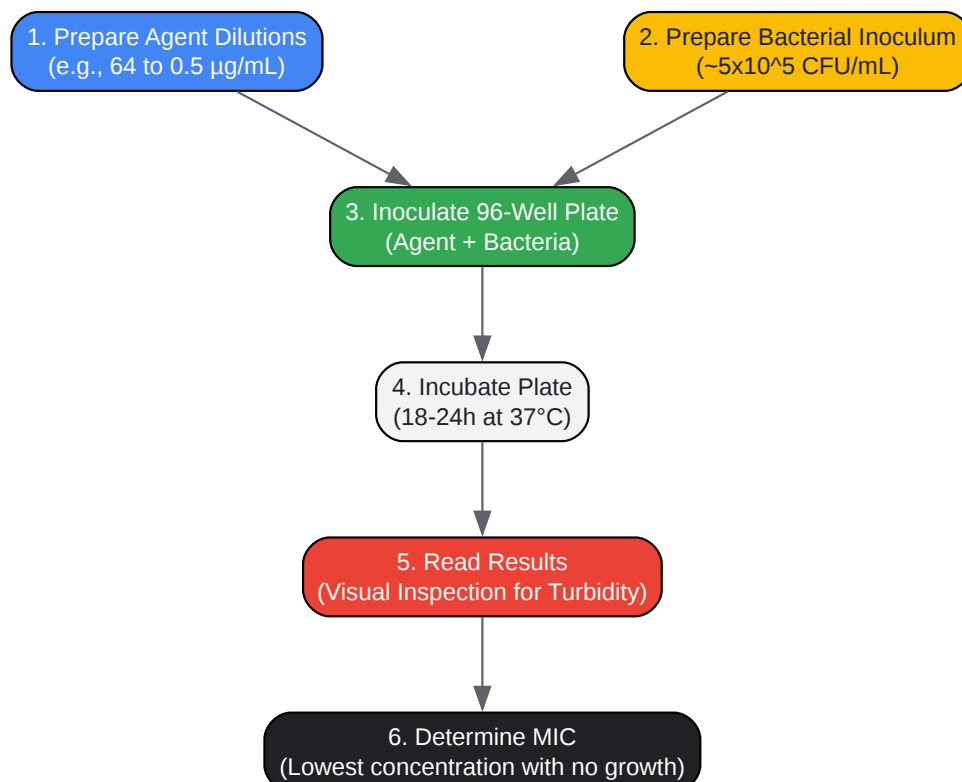 1. Prepare Agent Dilutions
(e.g., 64 to 0.5 µg/mL)
2. Prepare Bacterial Inoculum
(~5x10^5 CFU/mL)
3. Inoculate 96-Well Plate
(Agent + Bacteria)
4. Incubate Plate
(18-24h at 37°C)
5. Read Results
(Visual Inspection for Turbidity)
6. Determine MIC
(Lowest concentration with no growth)